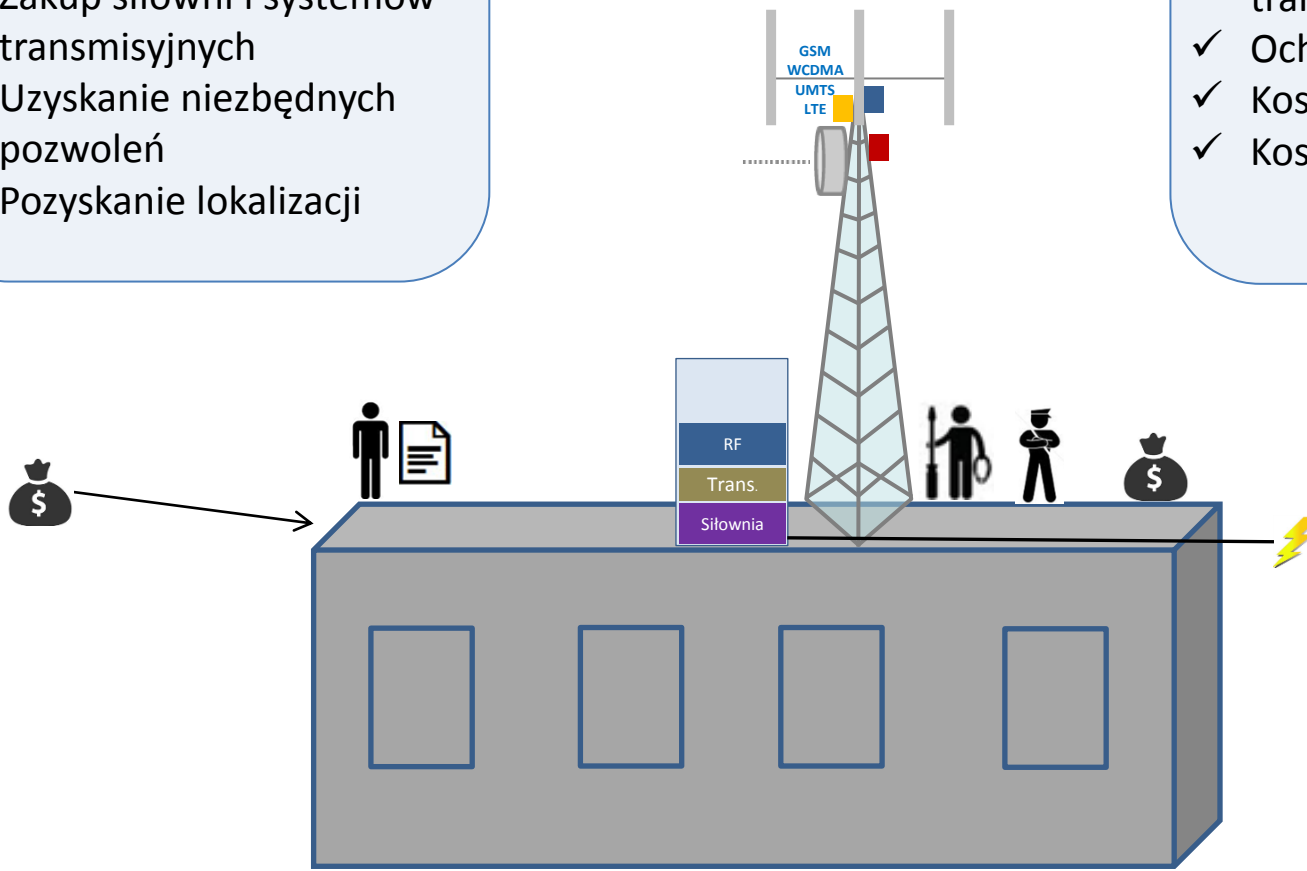 Zakup siłowni i systemów
transmisyjnych
Uzyskanie niezbędnych
pozwoleń
Pozyskanie lokalizacji
✓ Och
✓ Kos
✓ Kos
GSM
WCDMA
UMTS
LTE
RF
Trans.
Siłownia
$
$